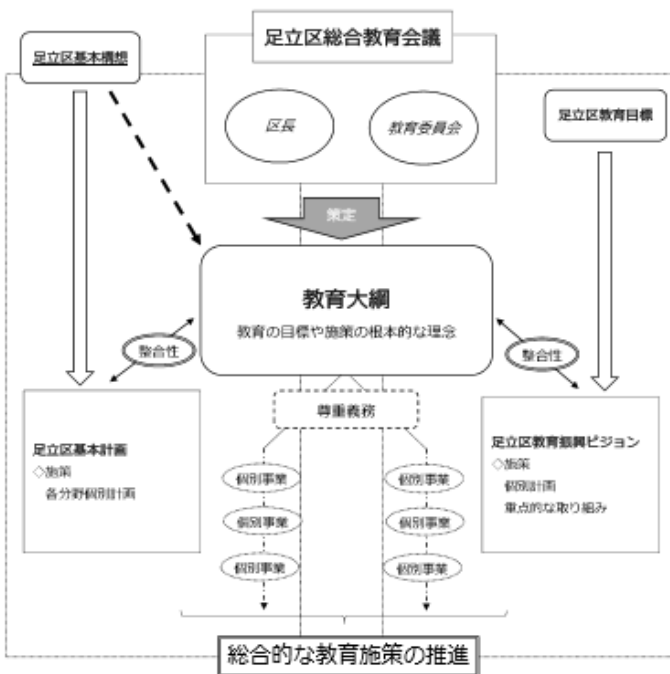 足立区総合教育会議
足立区基本構想
区長
教育委員会
足立区教育目標
策定
教育大綱
教育の目標や施策の根本的な理念
整合性
整合性
尊重義務
足立区基本計画
◇施策
各分野個別計画
足立区教育振興ビジョン
◇施策
個別計画
重点的な取り組み
個別事業
個別事業
個別事業
個別事業
個別事業
個別事業
総合的な教育施策の推進